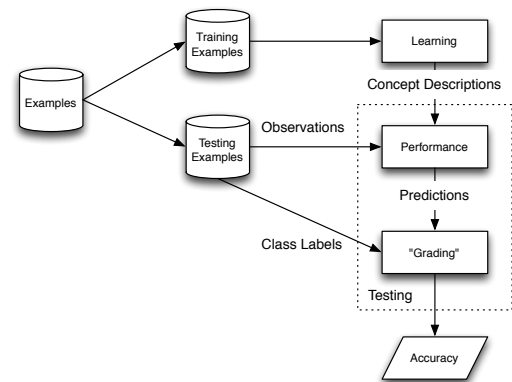 Training
Examples
Learning
Concept Descriptions
Examples
Observations
Testing
Examples
Performance
Predictions
Class Labels
"Grading"
Testing
Accuracy